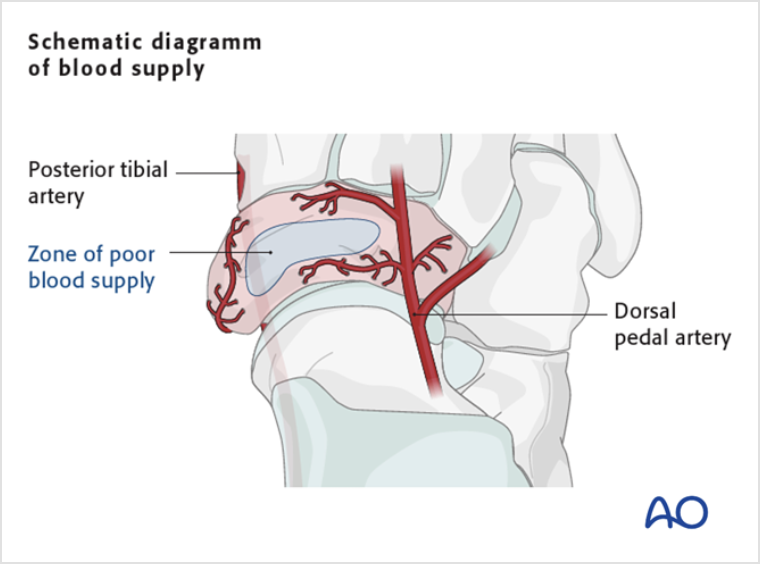 Schematic diagramm
of blood supply
Posterior tibial
artery
Zone of poor
blood supply
Dorsal
pedal artery
AO